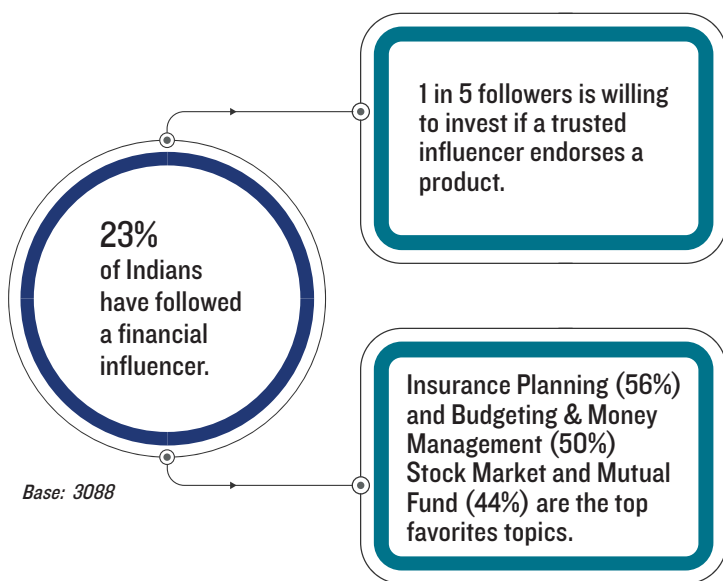 1 in 5 followers is willing
to invest if a trusted
influencer endorses a
product.
23%
of Indians
have followed
a financial
influencer.
Insurance Planning (56%)
and Budgeting & Money
Management (50%)
Stock Market and Mutual
Fund (44%) are the top
favorites topics.
Base: 3088